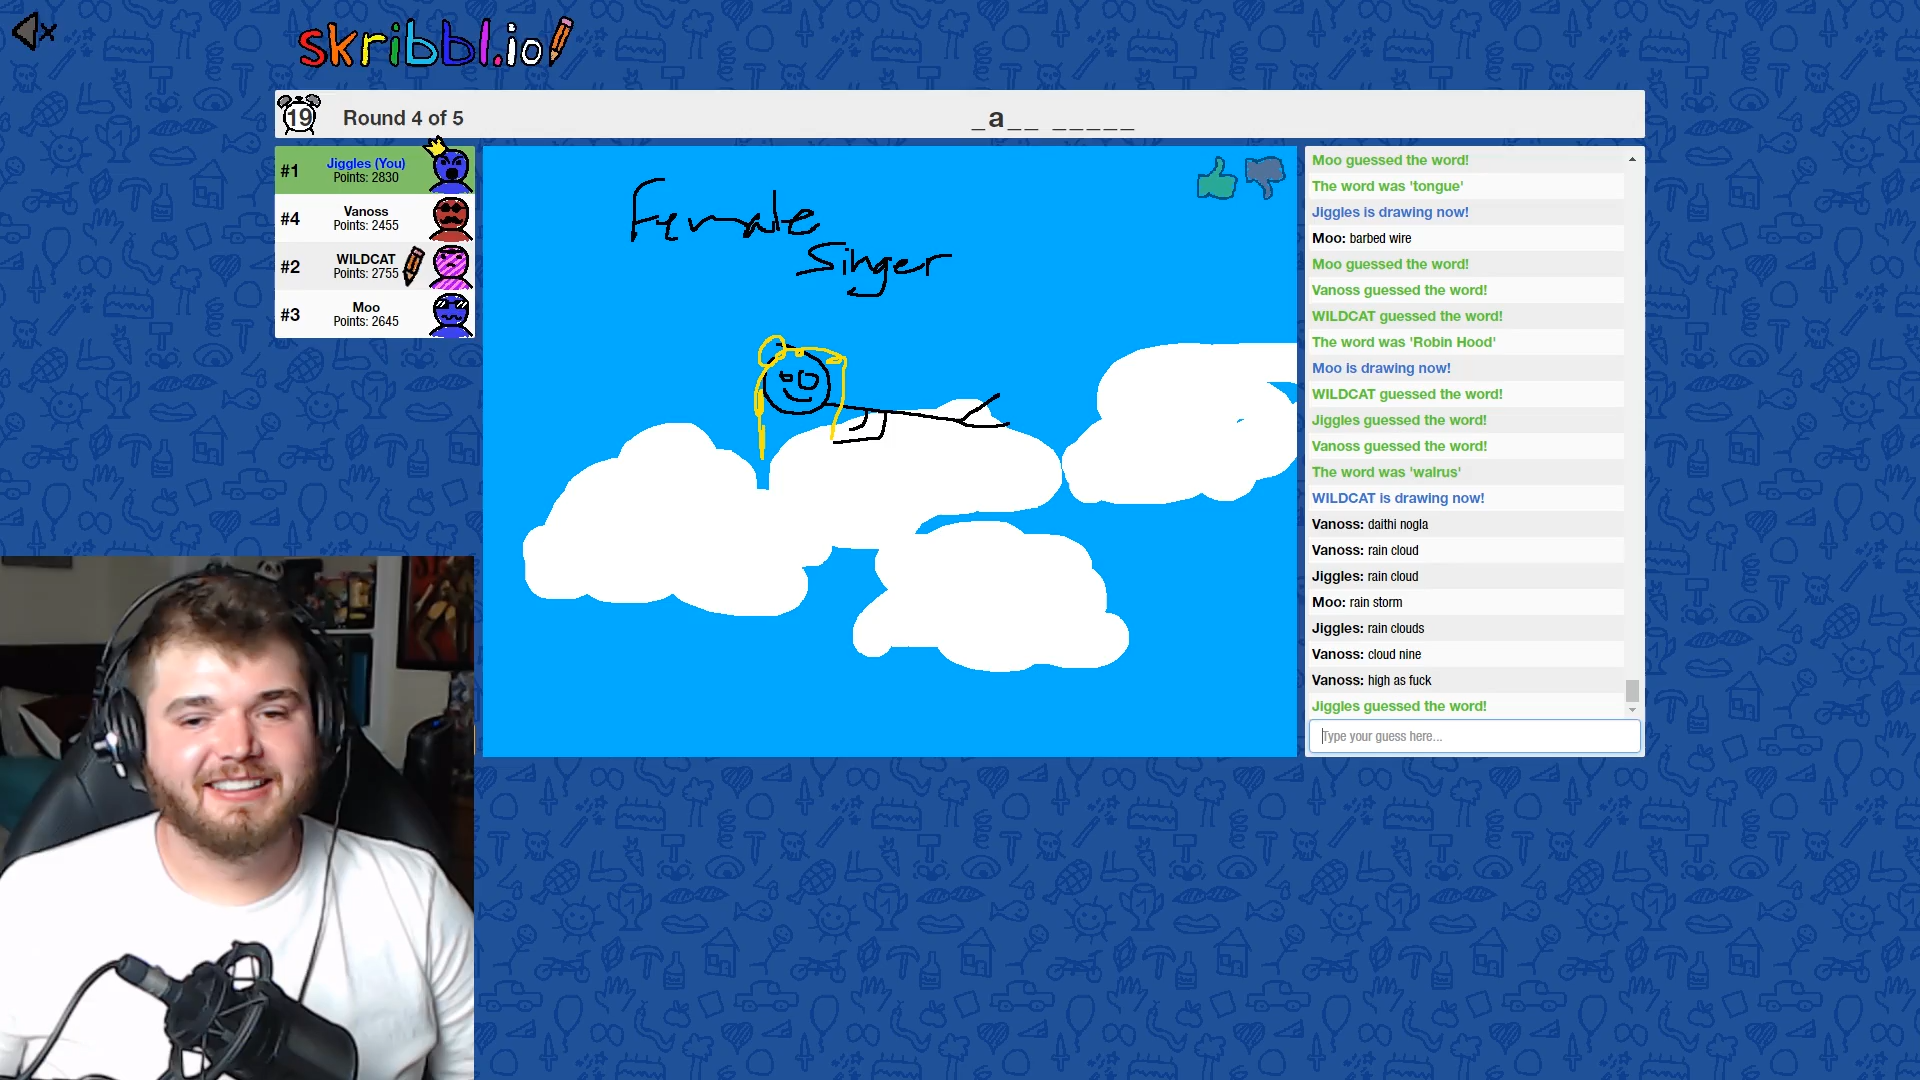 skribbl.io
19
Round 4 of 5
_a__ _____
#1
Jiggles (You)
Points: 2830
#4
Vanoss
Points: 2455
#2
WILDCAT
Points: 2755
#3
Moo
Points: 2645
Female
Singer
Moo guessed the word!
The word was 'tongue'
Jiggles is drawing now!
Moo: barbed wire
Moo guessed the word!
Vanoss guessed the word!
WILDCAT guessed the word!
The word was 'Robin Hood'
Moo is drawing now!
WILDCAT guessed the word!
Jiggles guessed the word!
Vanoss guessed the word!
The word was 'walrus'
WILDCAT is drawing now!
Vanoss: daithi nogla
Vanoss: rain cloud
Jiggles: rain cloud
Moo: rain storm
Jiggles: rain clouds
Vanoss: cloud nine
Vanoss: high as fuck
Jiggles guessed the word!
Type your guess here...